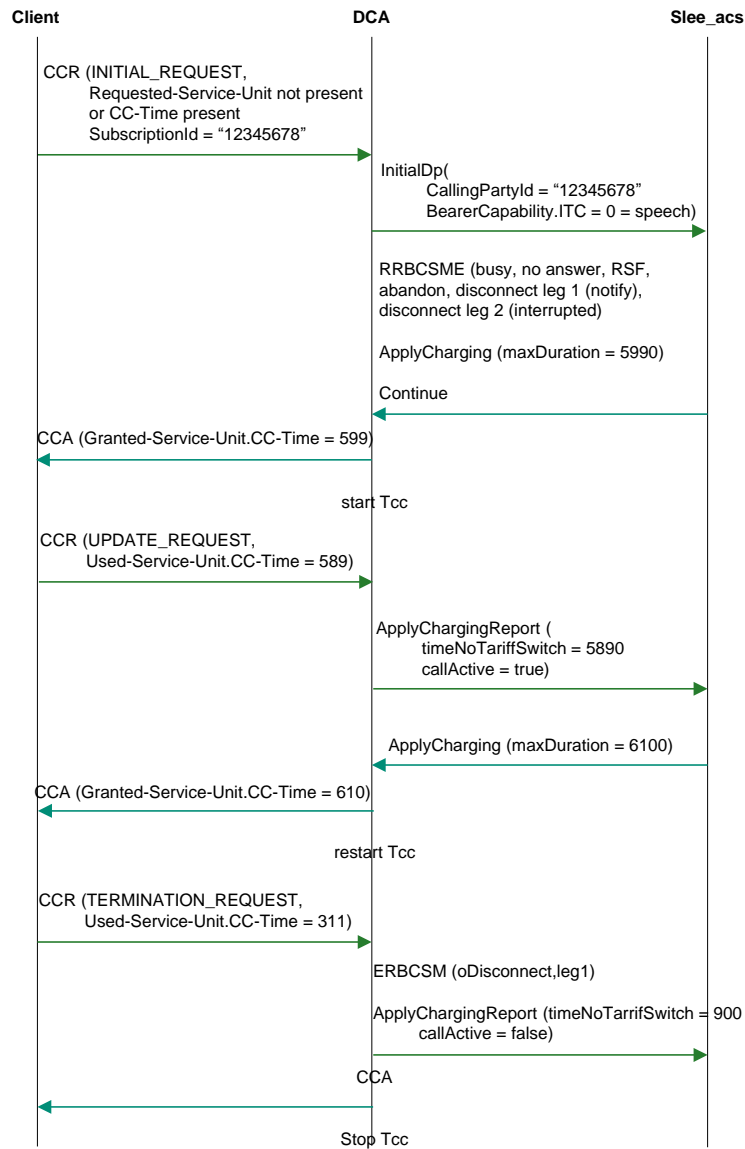 Client DCA Slee_acs
CCR (INITIAL_REQUEST,
Requested-Service-Unit not present
or CC-Time present
SubscriptionId = “12345678”
InitialDp(
CallingPartyId = “12345678”
BearerCapability.ITC = 0 = speech)
RRBCSME (busy, no answer, RSF,
abandon, disconnect leg 1 (notify),
disconnect leg 2 (interrupted)
ApplyCharging (maxDuration = 5990)
Continue
CCA (Granted-Service-Unit.CC-Time = 599)
start Tcc
CCR (UPDATE_REQUEST,
Used-Service-Unit.CC-Time = 589)
ApplyChargingReport (
timeNoTariffSwitch = 5890
callActive = true)
ApplyCharging (maxDuration = 6100)
CCA (Granted-Service-Unit.CC-Time = 610)
restart Tcc
CCR (TERMINATION_REQUEST,
Used-Service-Unit.CC-Time = 311)
ERBCSM (oDisconnect,leg1)
ApplyChargingReport (timeNoTarrifSwitch = 900
callActive = false)
CCA
Stop Tcc